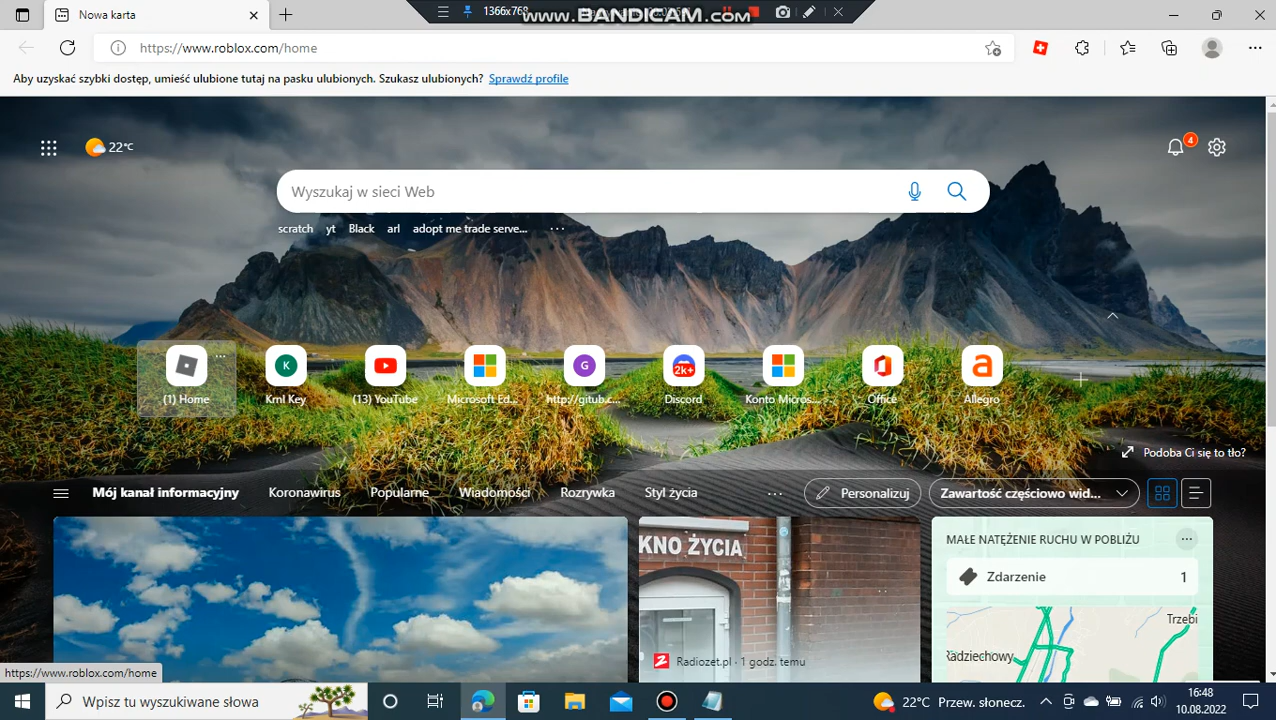 Nowa karta
1366x768
www.BANDICAM.com
https://www.roblox.com/home
Aby uzyskać szybki dostęp, umieść ulubione tutaj na pasku ulubionych. Szukasz ulubionych? Sprawdź profile
22°C
4
Wyszukaj w sieci Web
scratch yt Black arl adopt me trade serve... ...
K G 2k+ a
(1) Home Krnl Key (13) YouTube Microsoft Ed... http://gitub.c... Discord Konto Micros... Office Allegro
Podoba Ci się to tło?
Mój kanał informacyjny Koronawirus Popularne Wiadomości Rozrywka Styl życia ... Personalizuj Zawartość częściowo wid...
KNO ŻYCIA
Radiozet.pl · 1 godz. temu
MAŁE NATĘŻENIE RUCHU W POBLIŻU
Zdarzenie 1
Trzebi
Radziechowy
https://www.roblox.com/home
Wpisz tu wyszukiwane słowa
22°C Przew. słonecz.
16:48
10.08.2022